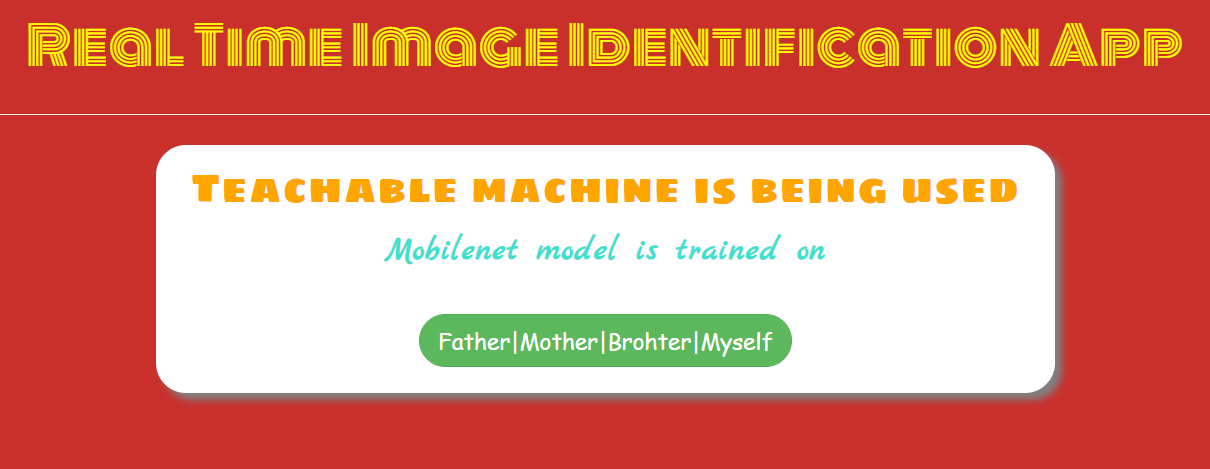 Real Time Image Identification App
Teachable machine is being used
Mobilenet model is trained on
Father|Mother|Brohter|Myself